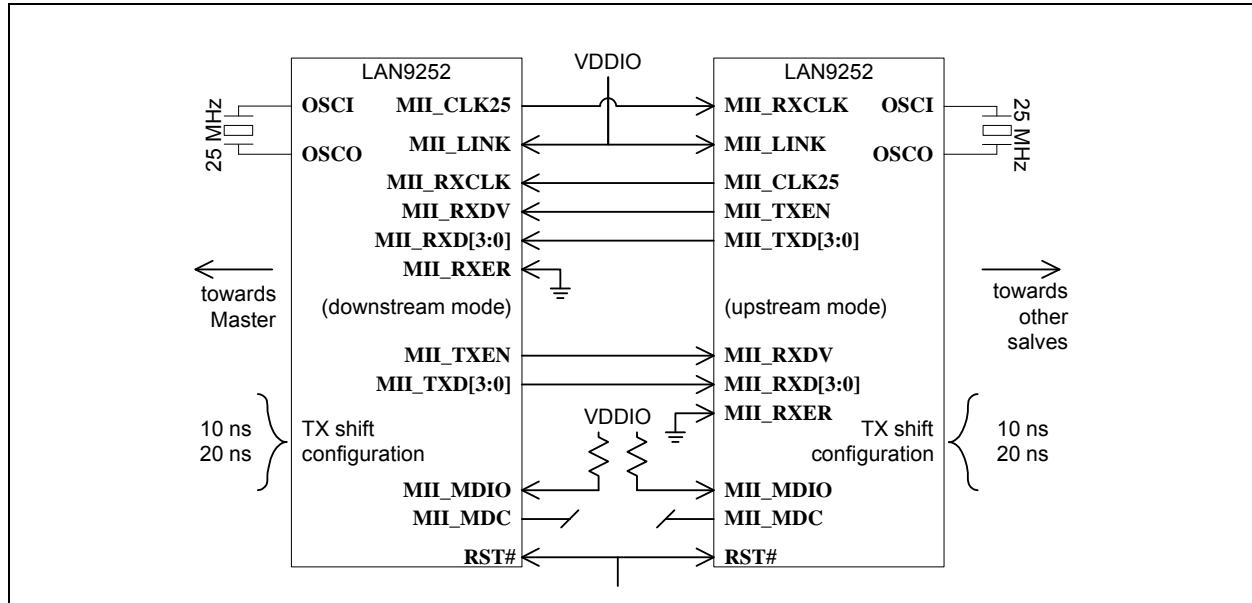 LAN9252 VDDIO LAN9252
25 MHz OSCI MII_CLK25 MII_RXCLK OSCI 25 MHz
OSCO MII_LINK MII_LINK OSCO
MII_RXCLK MII_CLK25
MII_RXDV MII_TXEN
MII_RXD[3:0] MII_TXD[3:0]
MII_RXER
towards
Master
(downstream mode) (upstream mode)
towards
other
salves
MII_TXEN MII_RXDV
MII_TXD[3:0] MII_RXD[3:0]
VDDIO MII_RXER
10 ns
20 ns
TX shift
configuration
TX shift
configuration
10 ns
20 ns
MII_MDIO MII_MDIO
MII_MDC MII_MDC
RST# RST#